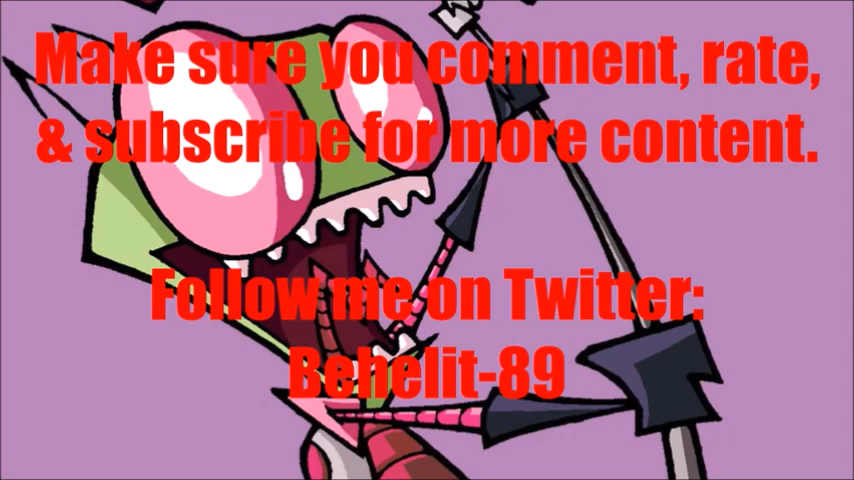 Make sure you comment, rate,
& subscribe for more content.
Follow me on Twitter:
Behelit-89